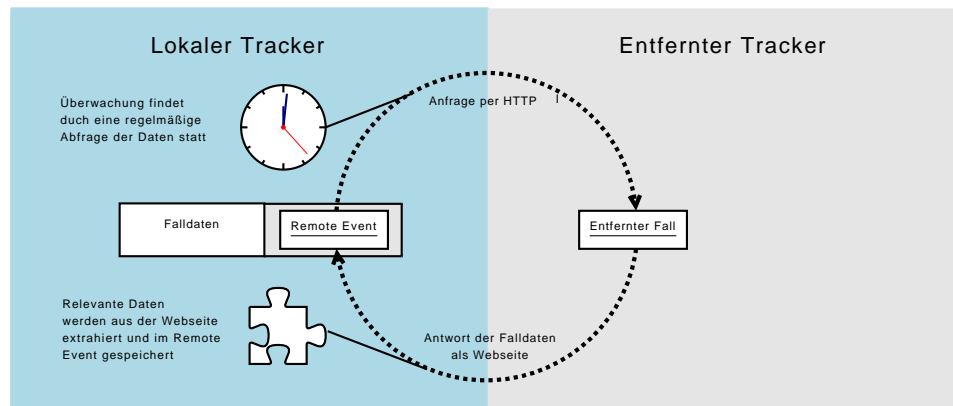 Lokaler Tracker
Entfernter Tracker
Überwachung findet
duch eine regelmäßige
Abfrage der Daten statt
Anfrage per HTTP
Falldaten
Remote Event
Entfernter Fall
Relevante Daten
werden aus der Webseite
extrahiert und im Remote
Event gespeichert
Antwort der Falldaten
als Webseite